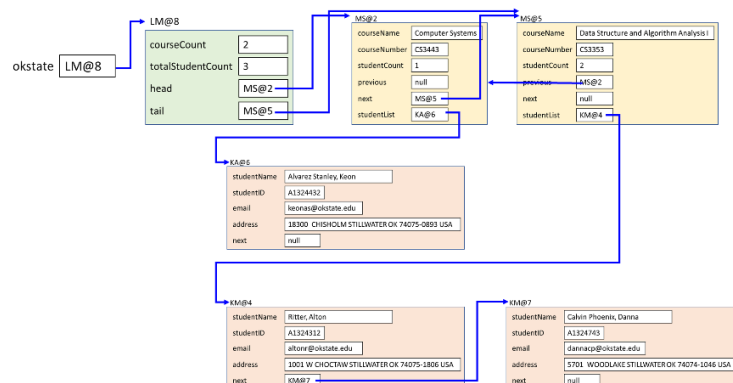 LM@8
MS@2
MS@5
okstate LM@8
courseCount 2
totalStudentCount 3
head MS@2
tail MS@5
courseName Computer Systems
courseNumber CS3443
studentCount 1
previous null
next MS@5
studentList KA@6
courseName Data Structure and Algorithm Analysis I
courseNumber CS3353
studentCount 2
previous MS@2
next null
studentList KM@4
KA@6
studentName Alvarez Stanley, Keon
studentID A1324432
email keonas@okstate.edu
address 18300 CHISHOLM STILLWATER OK 74075-0893 USA
next null
KM@4
studentName Ritter, Alton
studentID A1324312
email altonr@okstate.edu
address 1001 W CHOCTAW STILLWATER OK 74075-1806 USA
next KM@7
KM@7
studentName Calvin Phoenix, Danna
studentID A1324743
email dannacp@okstate.edu
address 5701 WOODLAKE STILLWATER OK 74074-1046 USA
next null